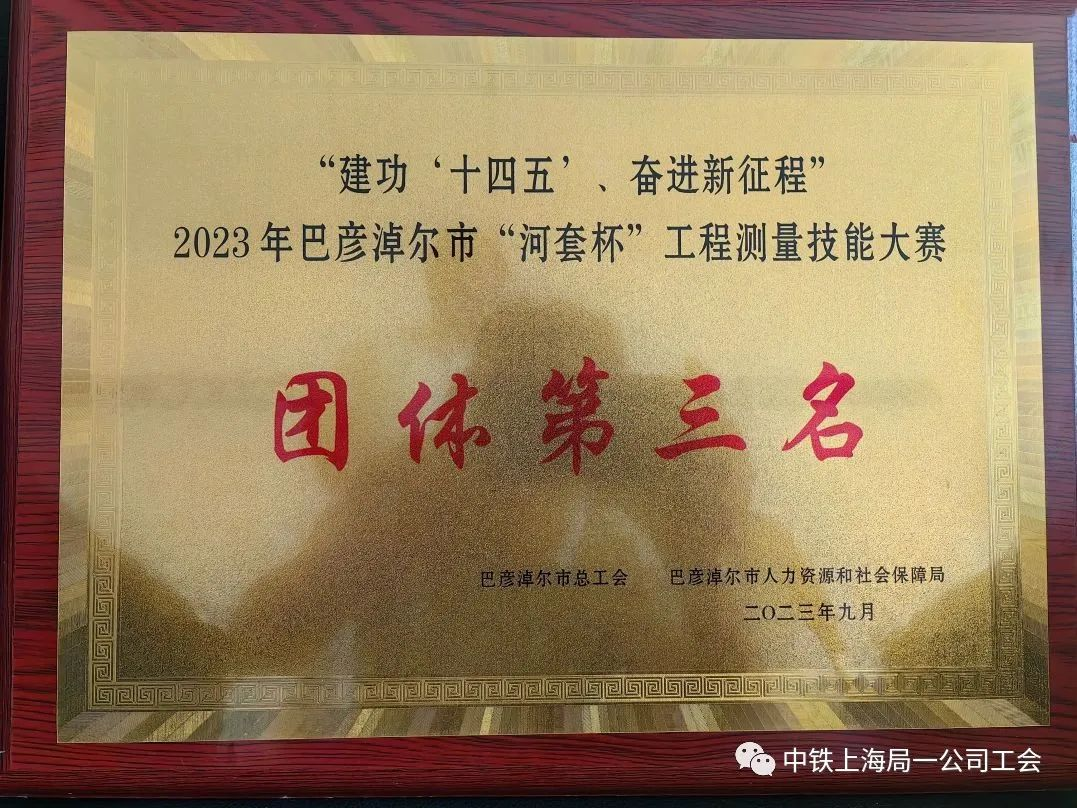 “建功‘十四五’、奋进新征程”
2023年巴彦淖尔市“河套杯”工程测量技能大赛
团体第三名
巴彦淖尔市总工会 巴彦淖尔市人力资源和社会保障局
二〇二三年九月
中铁上海局一公司工会